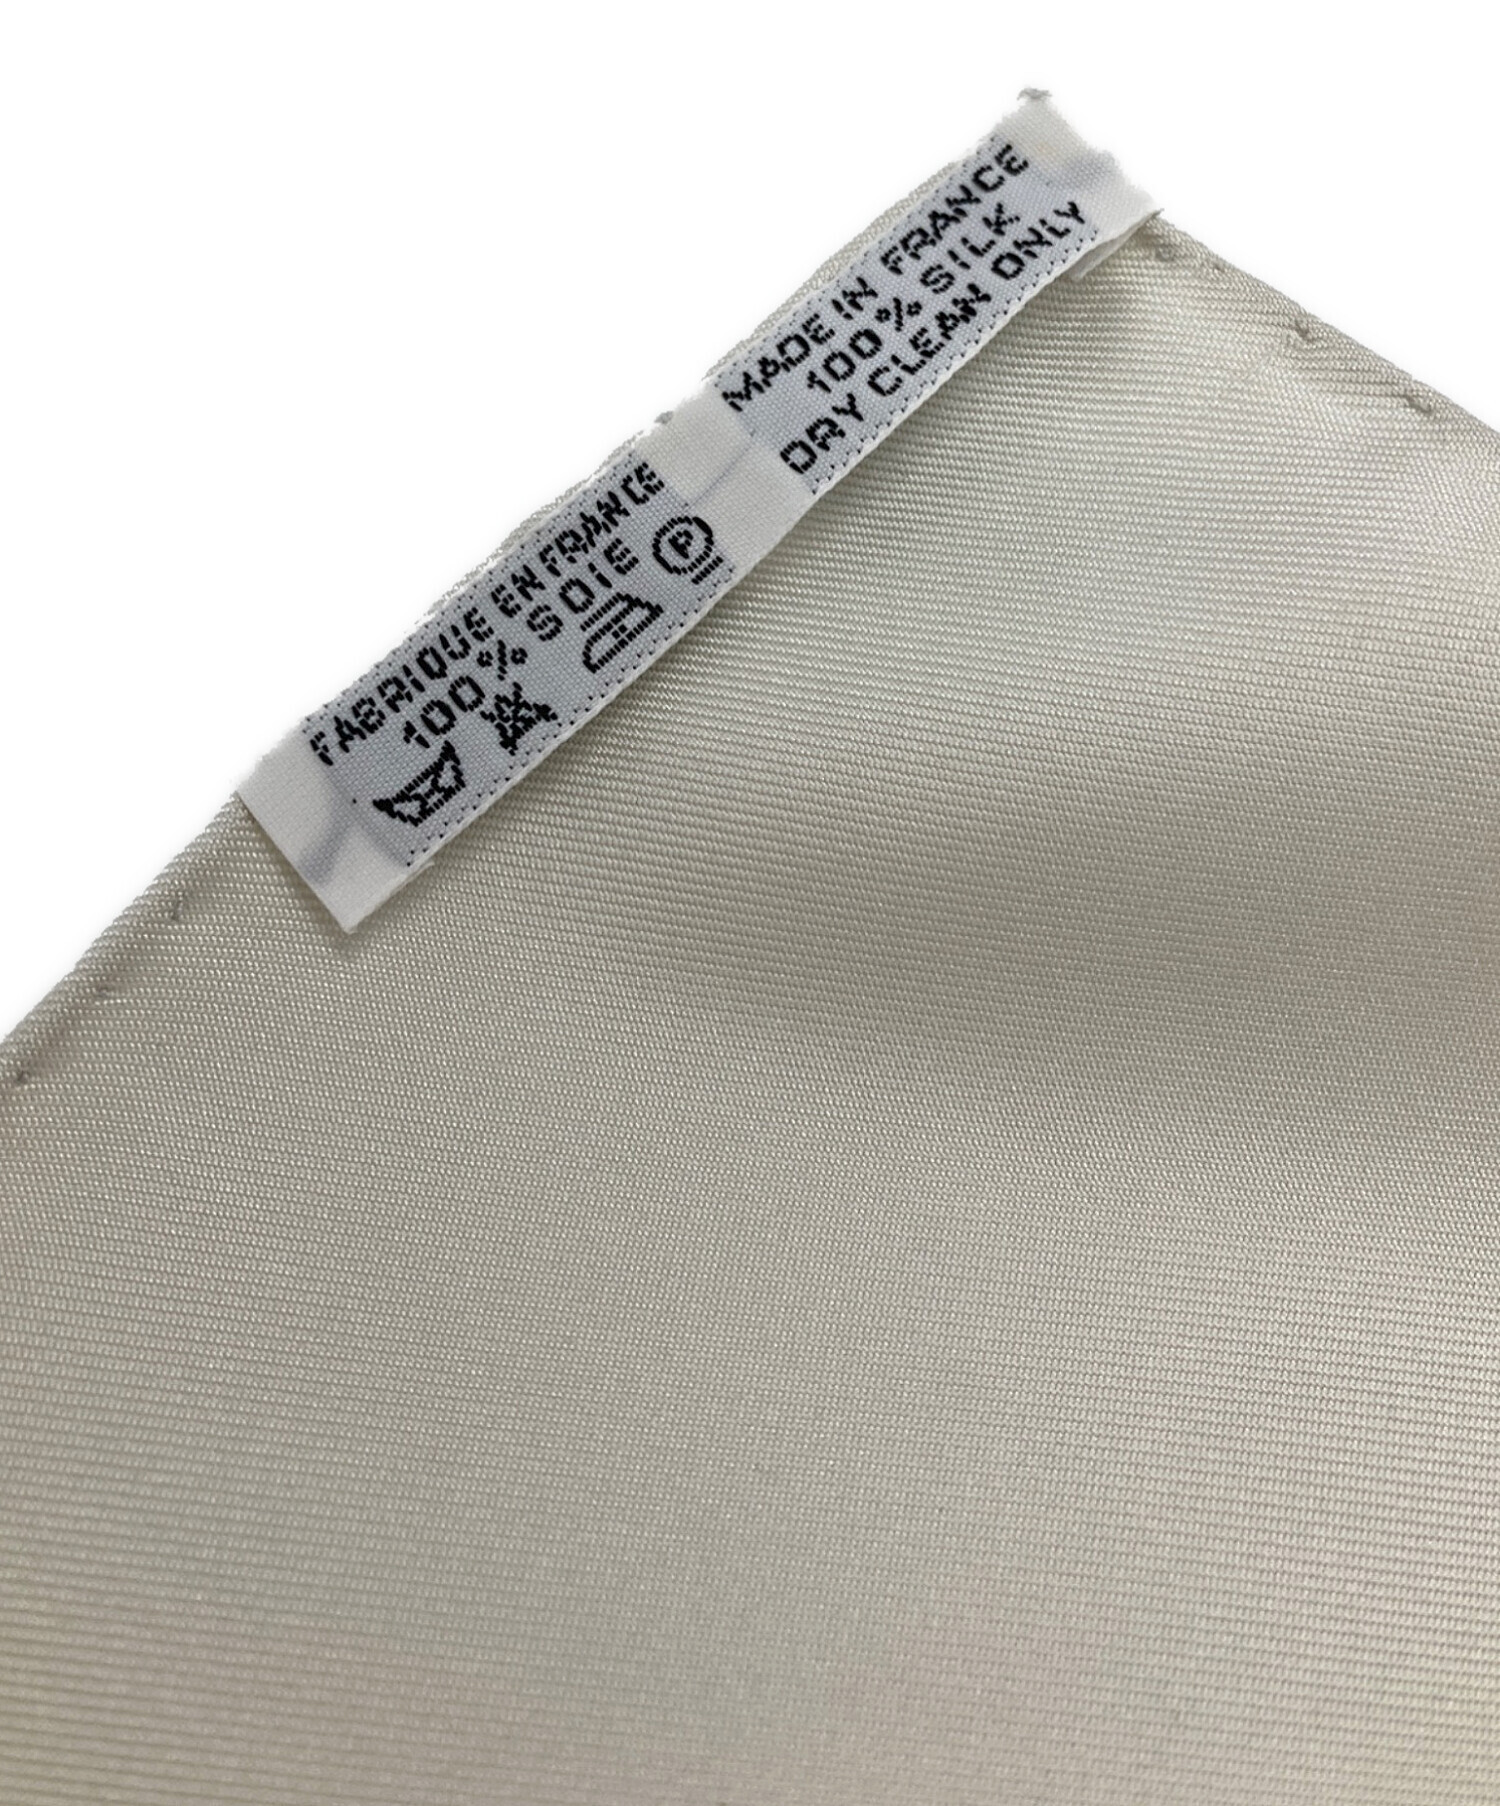 FABRIQUE EN FRANCE
100% SOIE
P
MADE IN FRANCE
100% SILK
DRY CLEAN ONLY